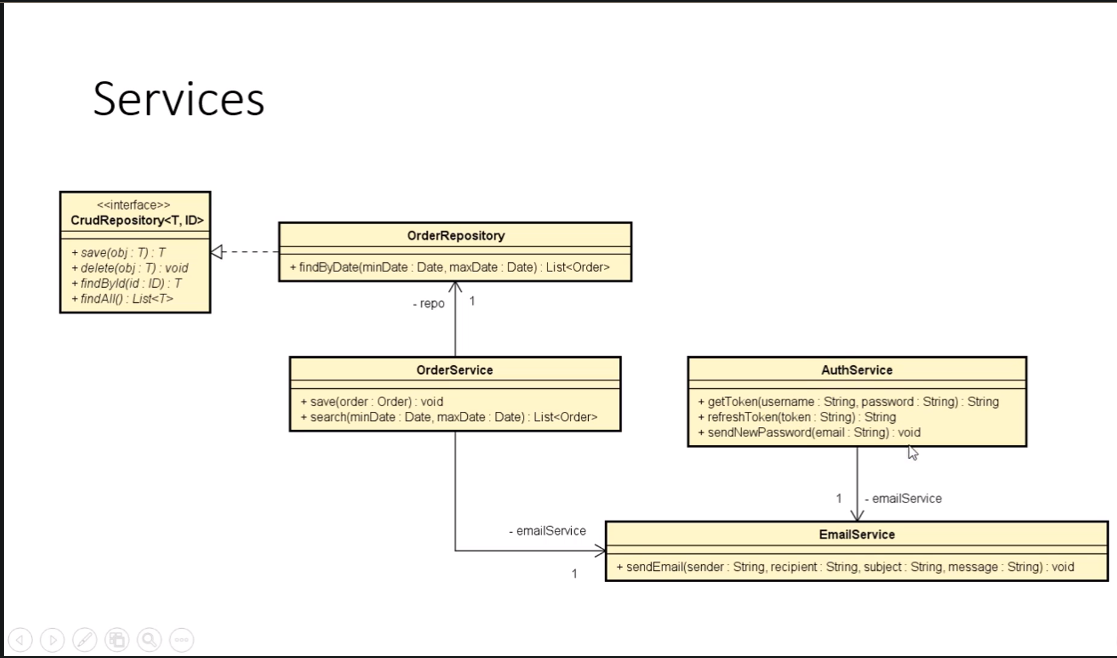 Services
<<interface>>
CrudRepository<T, ID>
+ save(obj : T) : T
+ delete(obj : T) : void
+ findById(id : ID) : T
+ findAll() : List<T>
OrderRepository
+ findByDate(minDate : Date, maxDate : Date) : List<Order>
- repo
1
OrderService
+ save(order : Order) : void
+ search(minDate : Date, maxDate : Date) : List<Order>
AuthService
+ getToken(username : String, password : String) : String
+ refreshToken(token : String) : String
+ sendNewPassword(email : String) : void
1
- emailService
- emailService
1
EmailService
+ sendEmail(sender : String, recipient : String, subject : String, message : String) : void